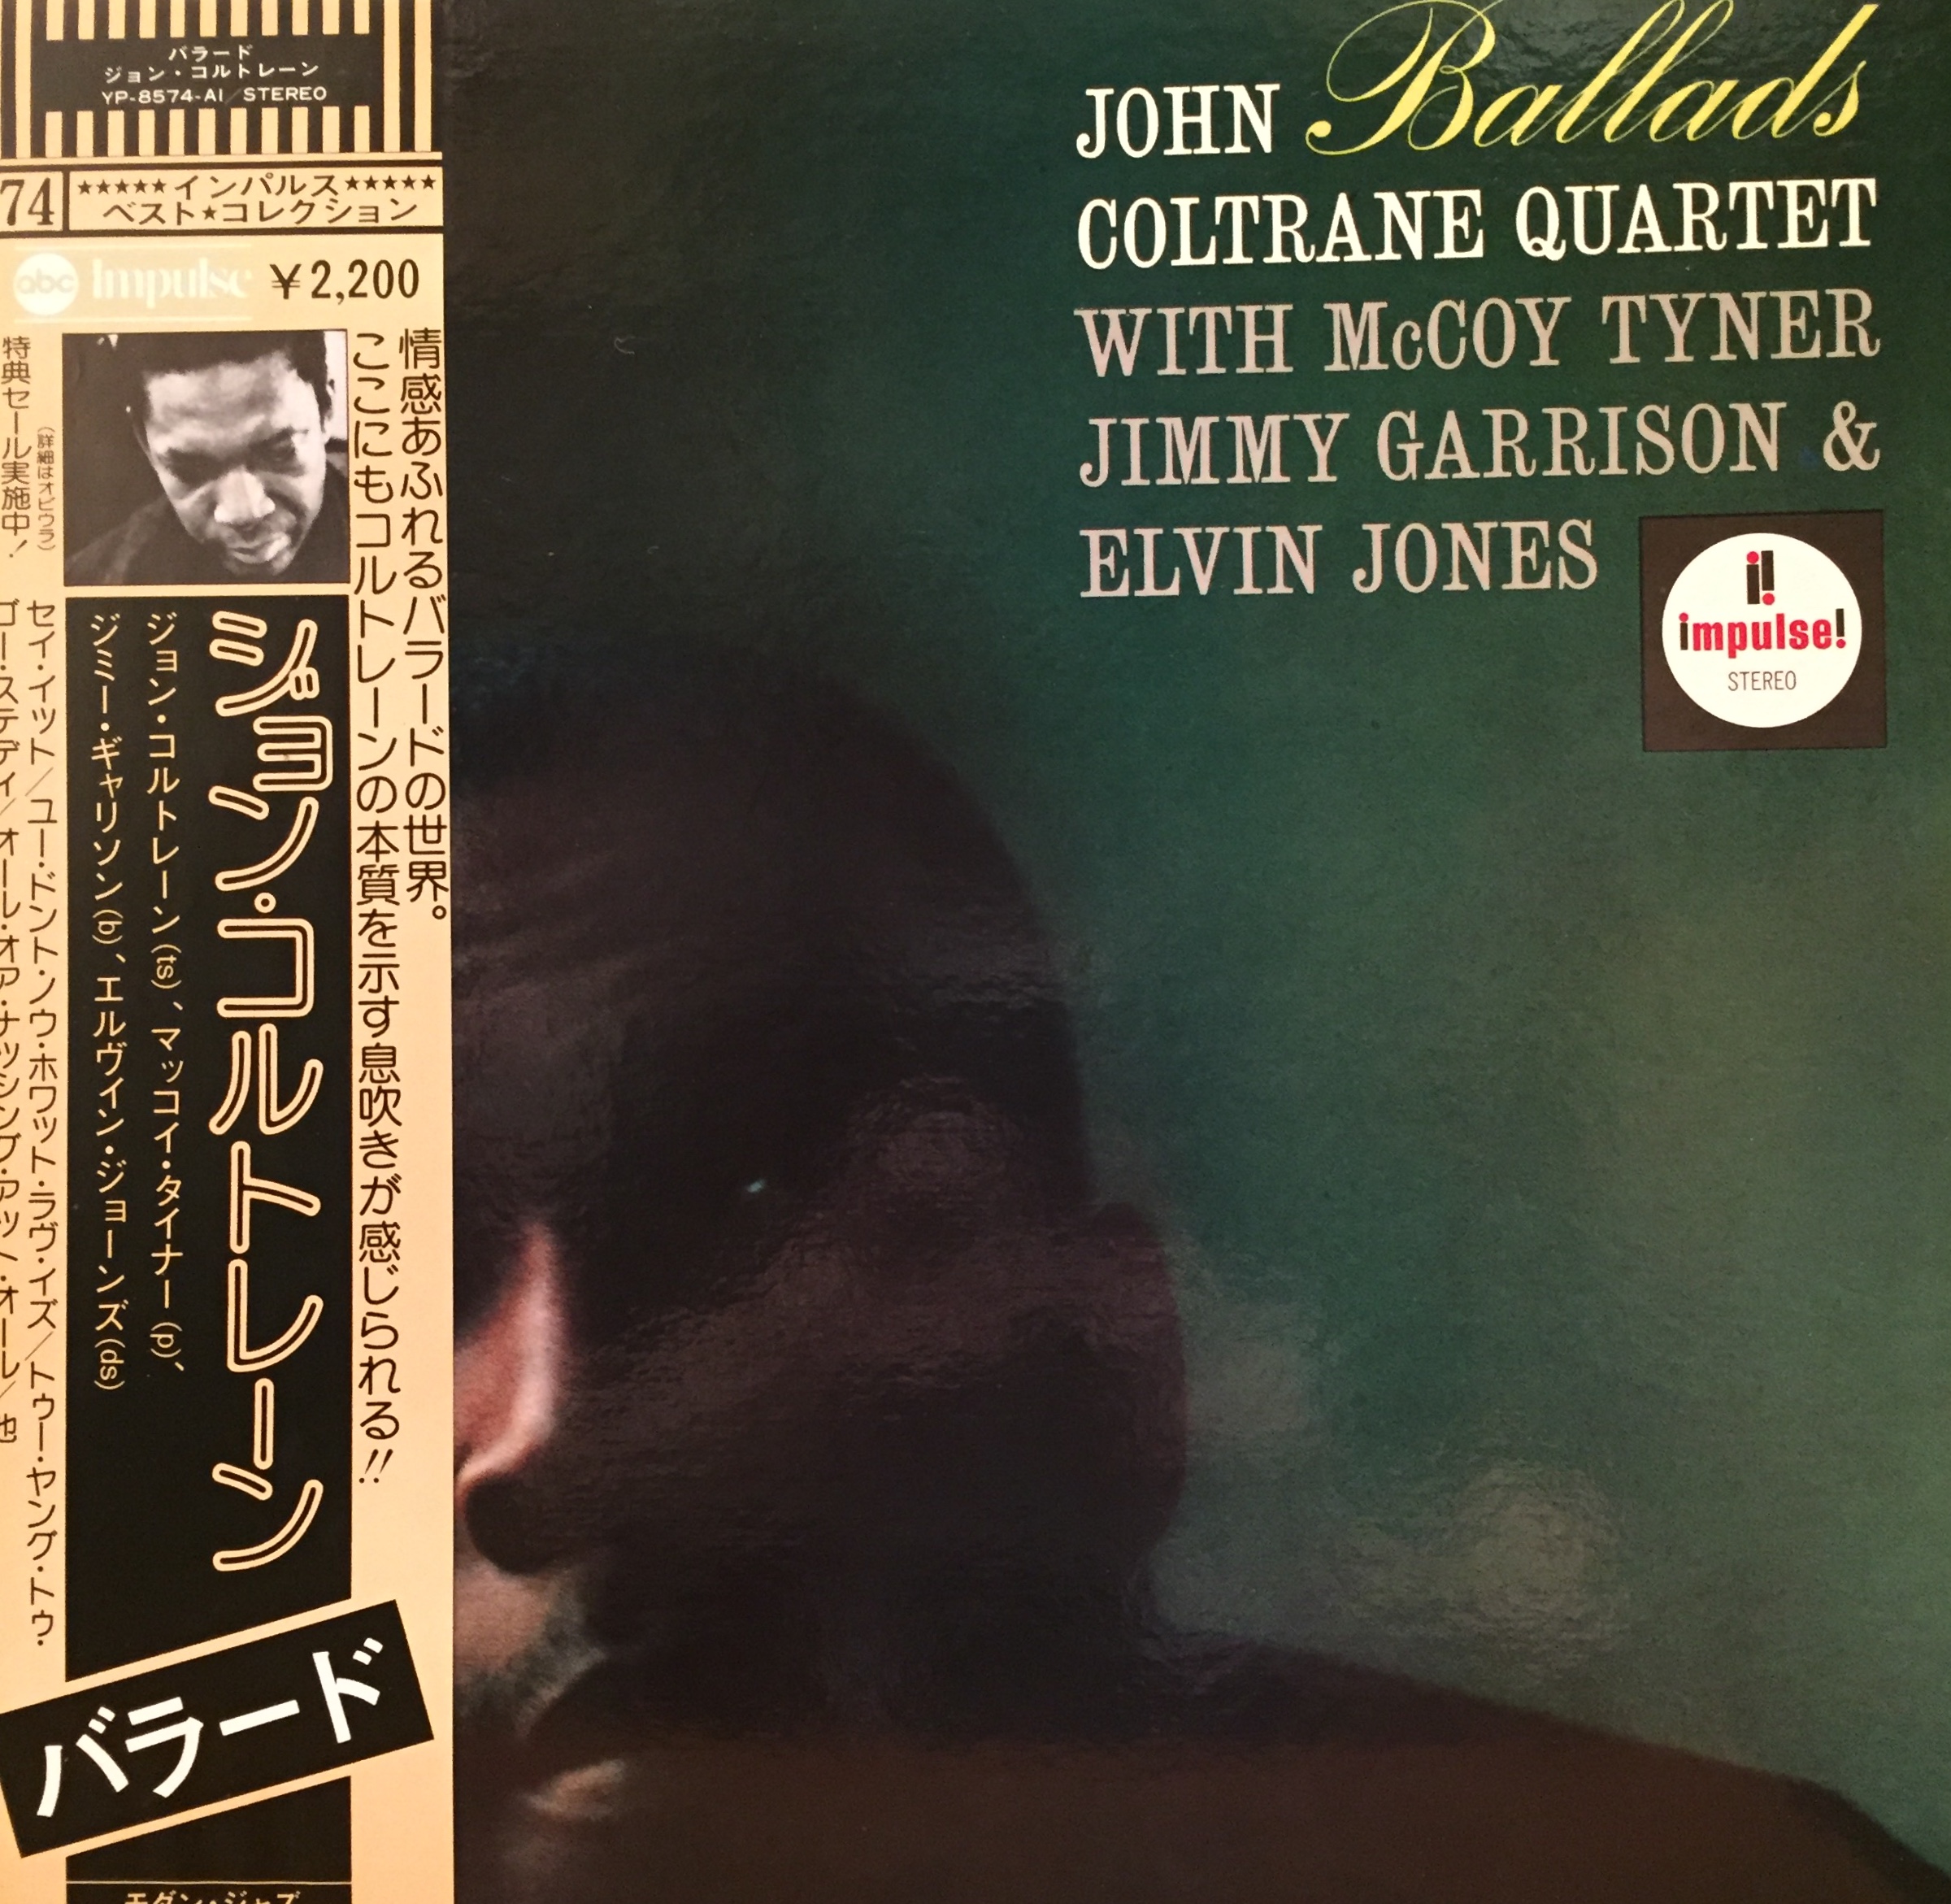 バラード
ジョン・コルトレーン
YP-8574-AI STEREO
74
★★★★★インパルス★★★★★
ベスト★コレクション
abc Impulse ¥2,200
情感あふれるバラードの世界。
ここにもコルトレーンの本質を示す息吹きが感じられる!!
(詳細はオビウラ)
特典セール実施中!
ジョン・コルトレーン
ジョン・コルトレーン(ts)、マッコイ・タイナー(p)、
ジミー・ギャリソン(b)、エルヴィン・ジョーンズ(ds)
セイ・イット/ユー・ドント・ノウ・ホワット・ラヴ・イズ/トゥー・ヤング・トゥ・
ゴー・ステディ/オール・オア・ナッシング・アット・オール/他
バラード
モダン・ジャズ
Ballads
JOHN
COLTRANE QUARTET
WITH McCOY TYNER
JIMMY GARRISON &
ELVIN JONES
i!
impulse!
STEREO